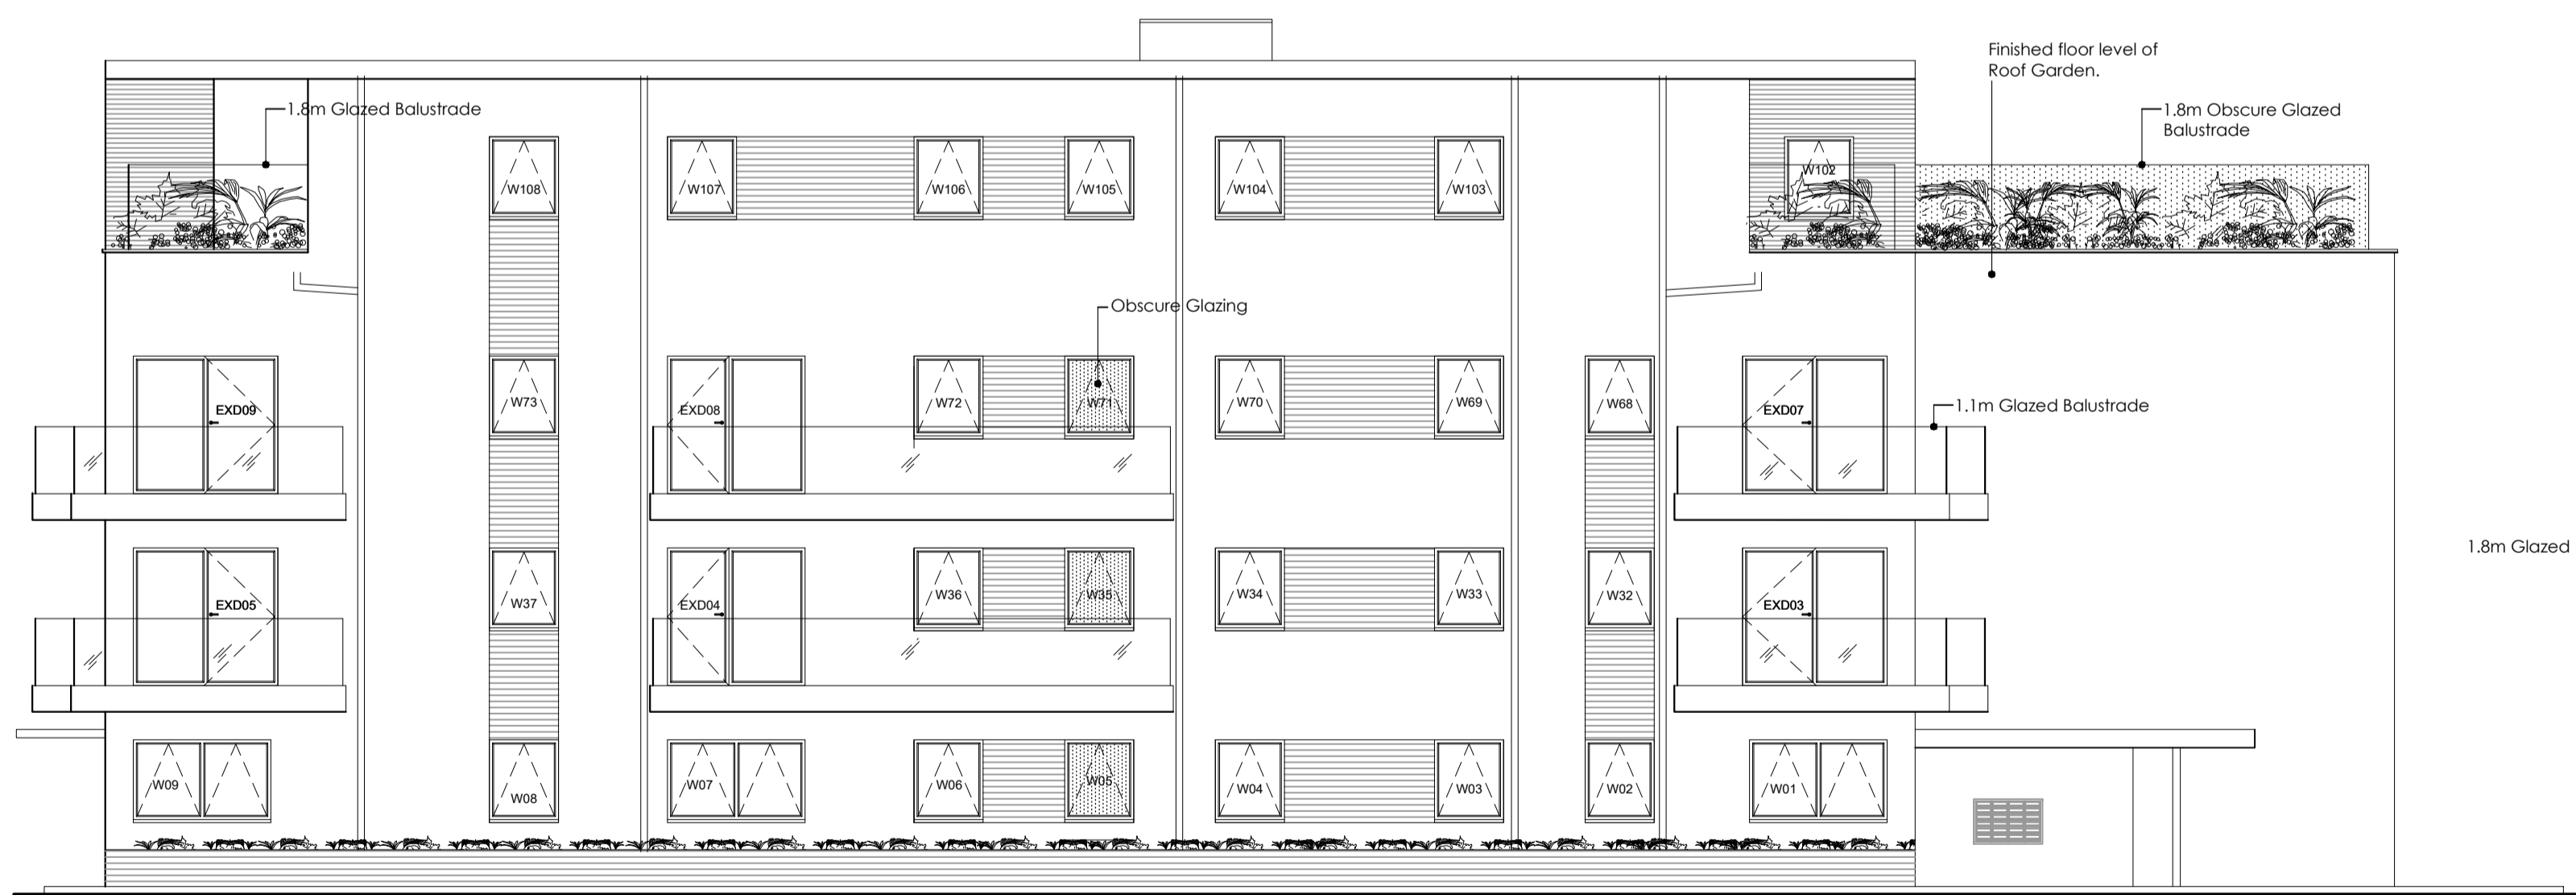 Finished floor level of
Roof Garden.
1.8m Glazed Balustrade
1.8m Obscure Glazed
Balustrade
W108
W107
W106
W105
W104
W103
W102
Obscure Glazing
EXD09
W73
EXD08
W72
W71
W70
W69
W68
EXD07
1.1m Glazed Balustrade
1.8m Glazed
EXD05
W37
EXD04
W36
W35
W34
W33
W32
EXD03
W09
W08
W07
W06
W05
W04
W03
W02
W01